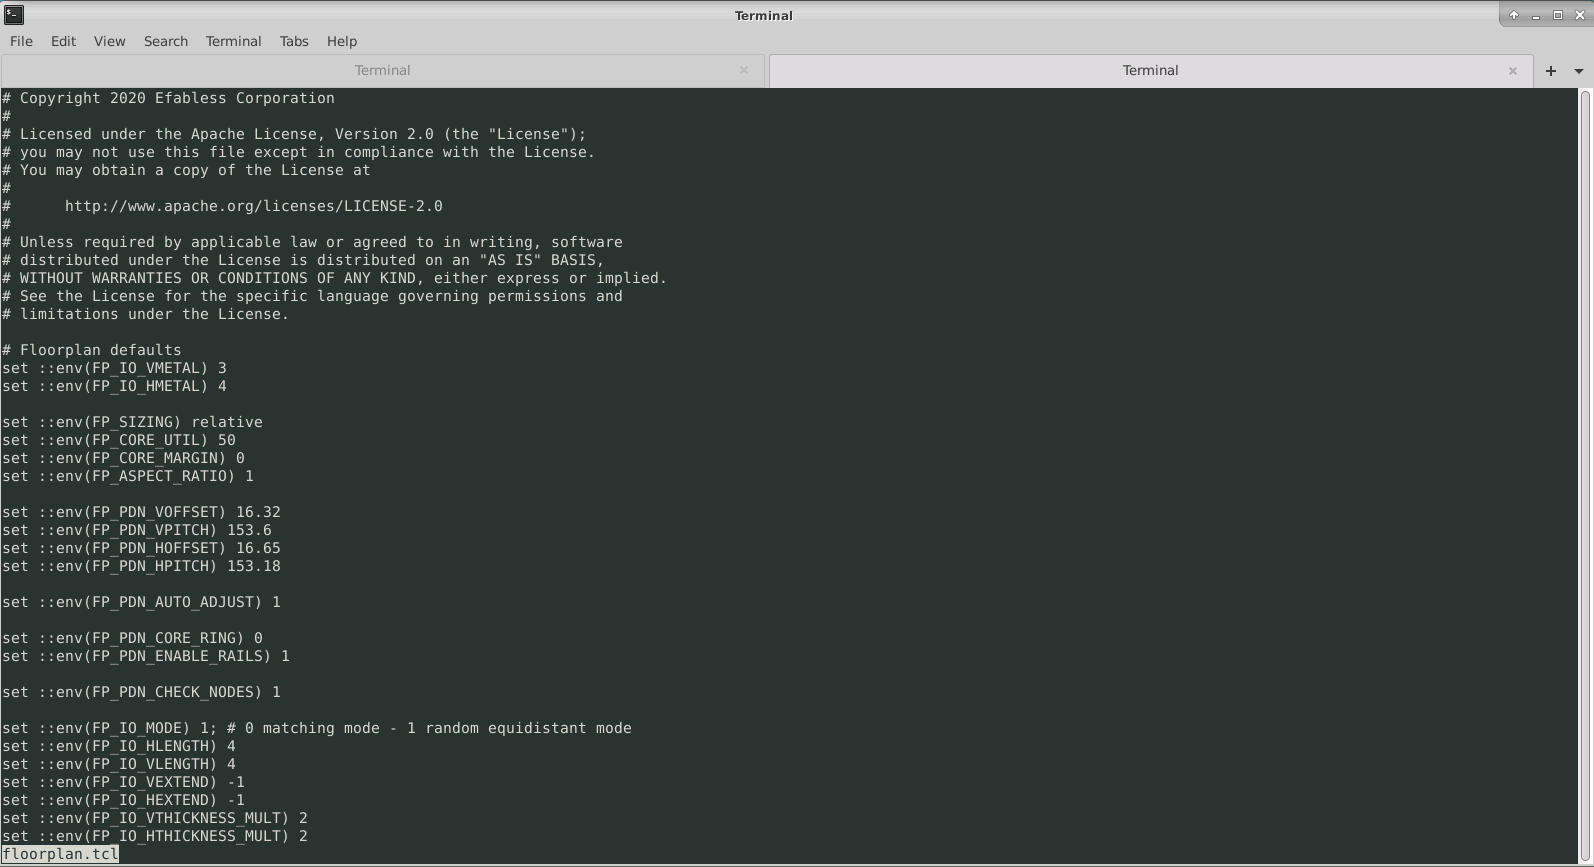 Terminal
File Edit View Search Terminal Tabs Help
Terminal Terminal
# Copyright 2020 Efabless Corporation
#
# Licensed under the Apache License, Version 2.0 (the "License");
# you may not use this file except in compliance with the License.
# You may obtain a copy of the License at
#
#      http://www.apache.org/licenses/LICENSE-2.0
#
# Unless required by applicable law or agreed to in writing, software
# distributed under the License is distributed on an "AS IS" BASIS,
# WITHOUT WARRANTIES OR CONDITIONS OF ANY KIND, either express or implied.
# See the License for the specific language governing permissions and
# limitations under the License.
# Floorplan defaults
set ::env(FP_IO_VMETAL) 3
set ::env(FP_IO_HMETAL) 4
set ::env(FP_SIZING) relative
set ::env(FP_CORE_UTIL) 50
set ::env(FP_CORE_MARGIN) 0
set ::env(FP_ASPECT_RATIO) 1
set ::env(FP_PDN_VOFFSET) 16.32
set ::env(FP_PDN_VPITCH) 153.6
set ::env(FP_PDN_HOFFSET) 16.65
set ::env(FP_PDN_HPITCH) 153.18
set ::env(FP_PDN_AUTO_ADJUST) 1
set ::env(FP_PDN_CORE_RING) 0
set ::env(FP_PDN_ENABLE_RAILS) 1
set ::env(FP_PDN_CHECK_NODES) 1
set ::env(FP_IO_MODE) 1; # 0 matching mode - 1 random equidistant mode
set ::env(FP_IO_HLENGTH) 4
set ::env(FP_IO_VLENGTH) 4
set ::env(FP_IO_VEXTEND) -1
set ::env(FP_IO_HEXTEND) -1
set ::env(FP_IO_VTHICKNESS_MULT) 2
set ::env(FP_IO_HTHICKNESS_MULT) 2
floorplan.tcl